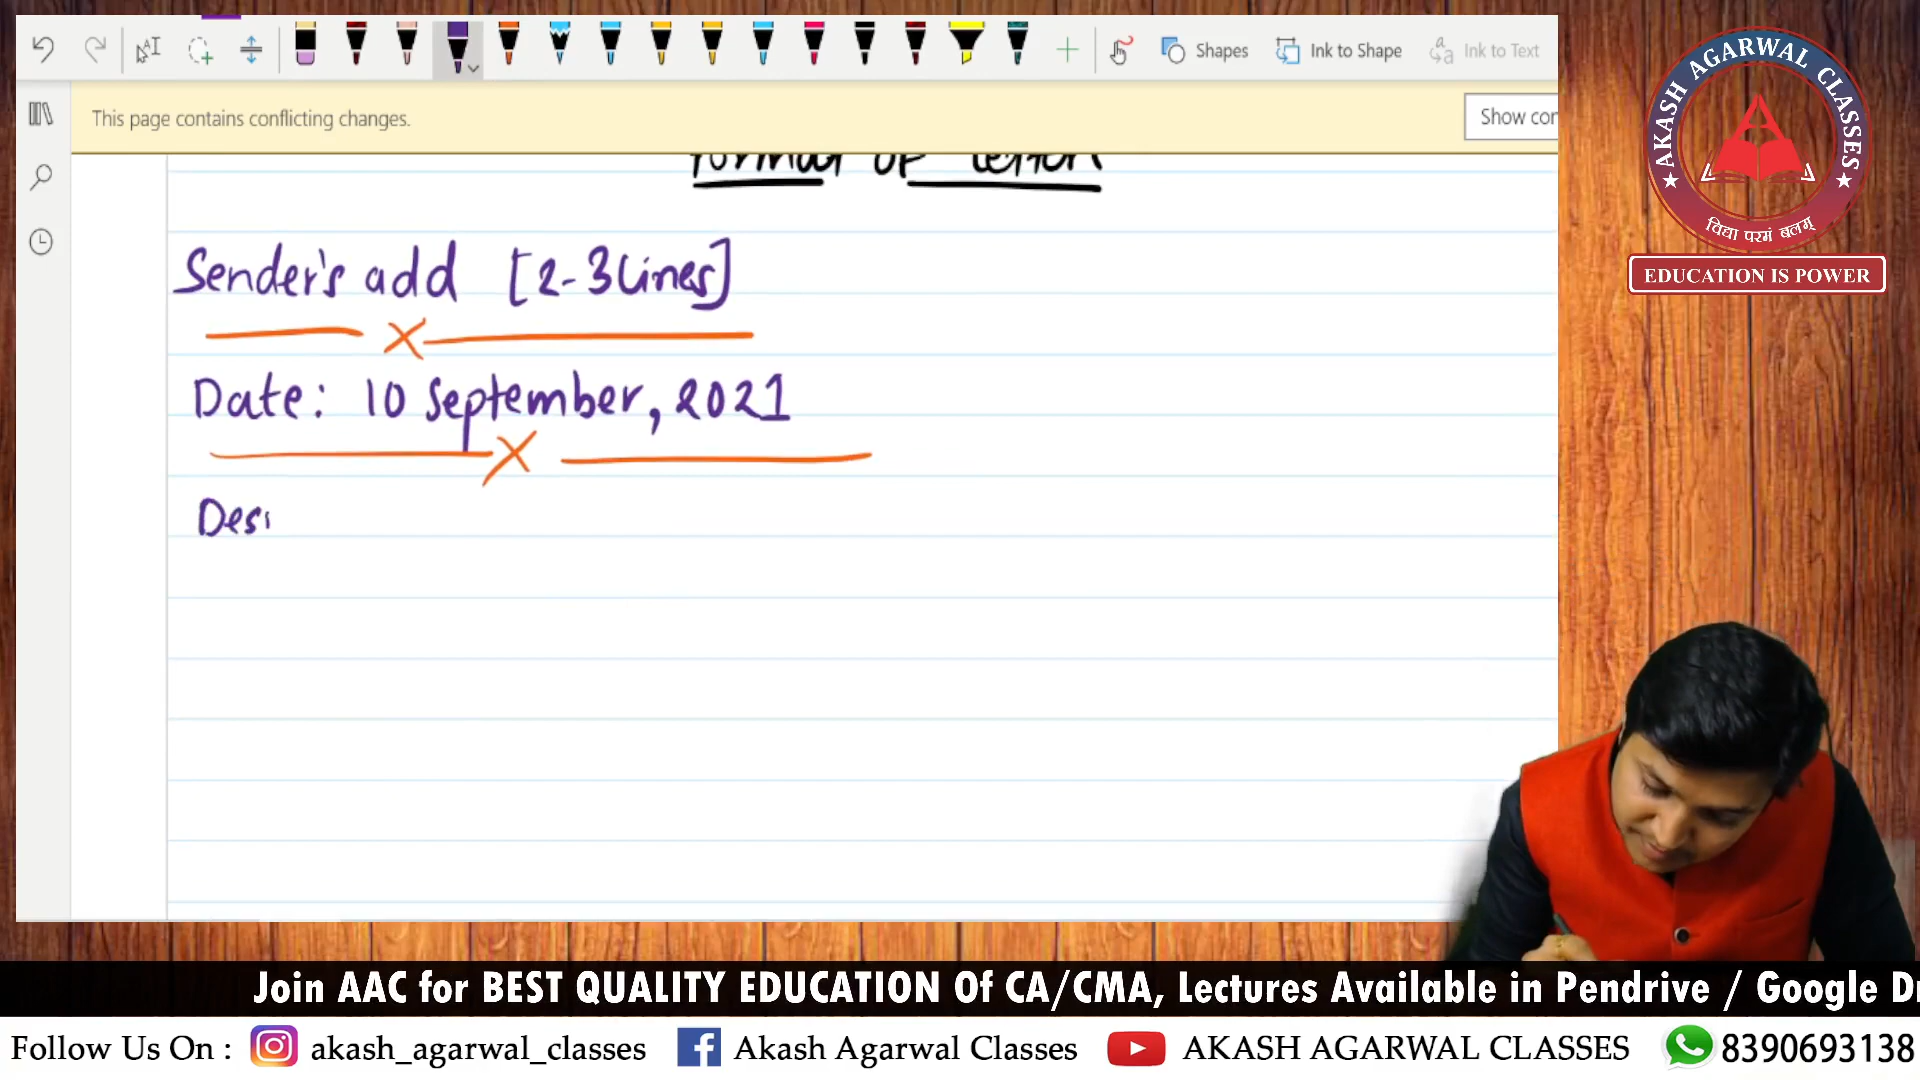 Shapes
Ink to Shape
Ink to Text
This page contains conflicting changes.
Show con
Format of letter
Sender's add [2-3 lines]
X
Date: 10 September, 2021
X
Desi
AKASH AGARWAL CLASSES
विद्या परमं बलम्
EDUCATION IS POWER
Join AAC for BEST QUALITY EDUCATION Of CA/CMA, Lectures Available in Pendrive / Google Dr
Follow Us On : akash_agarwal_classes Akash Agarwal Classes AKASH AGARWAL CLASSES 8390693138